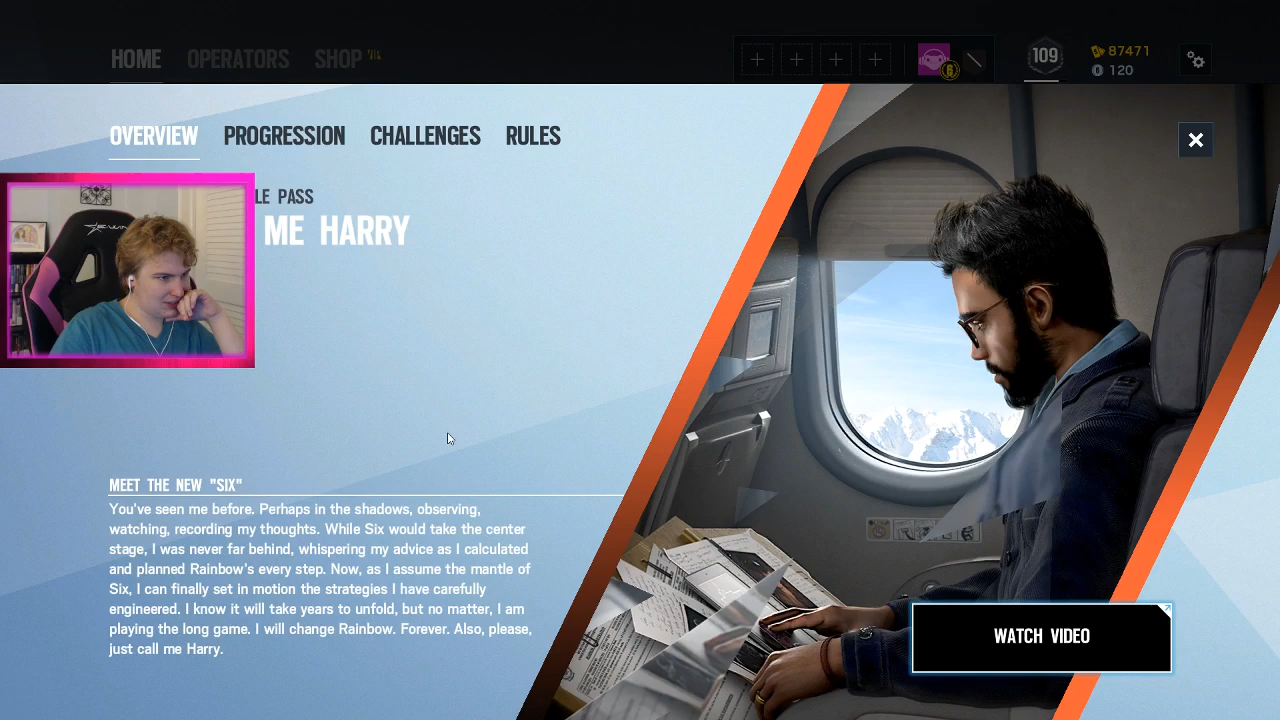 HOME OPERATORS SHOP
109
87471
120
OVERVIEW PROGRESSION CHALLENGES RULES
LE PASS
ME HARRY
MEET THE NEW "SIX"
You've seen me before. Perhaps in the shadows, observing,
watching, recording my thoughts. While Six would take the center
stage, I was never far behind, whispering my advice as I calculated
and planned Rainbow's every step. Now, as I assume the mantle of
Six, I can finally set in motion the strategies I have carefully
engineered. I know it will take years to unfold, but no matter, I am
playing the long game. I will change Rainbow. Forever. Also, please,
just call me Harry.
WATCH VIDEO